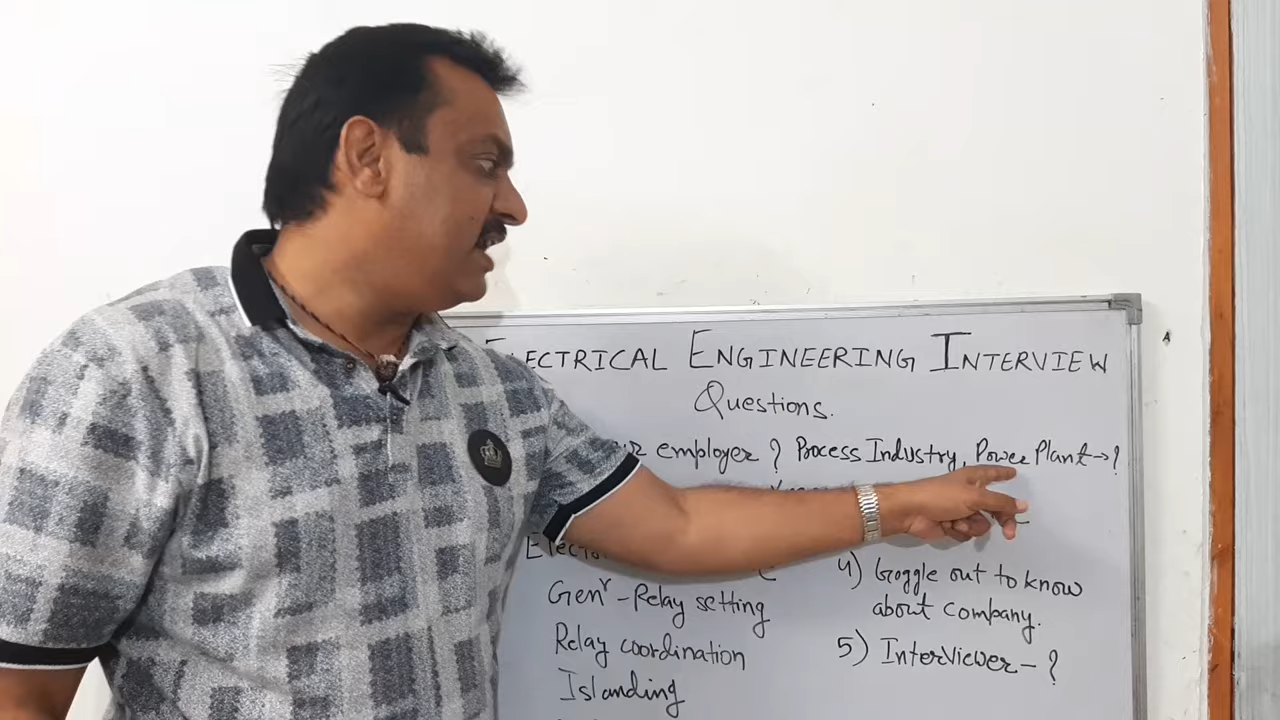 ELECTRICAL ENGINEERING INTERVIEW
Questions.
employer ? Process Industry, Power Plant → ?
Genr - Relay setting
Relay coordination
Islanding
4) Goggle out to know
about company.
5) Interviewer - ?